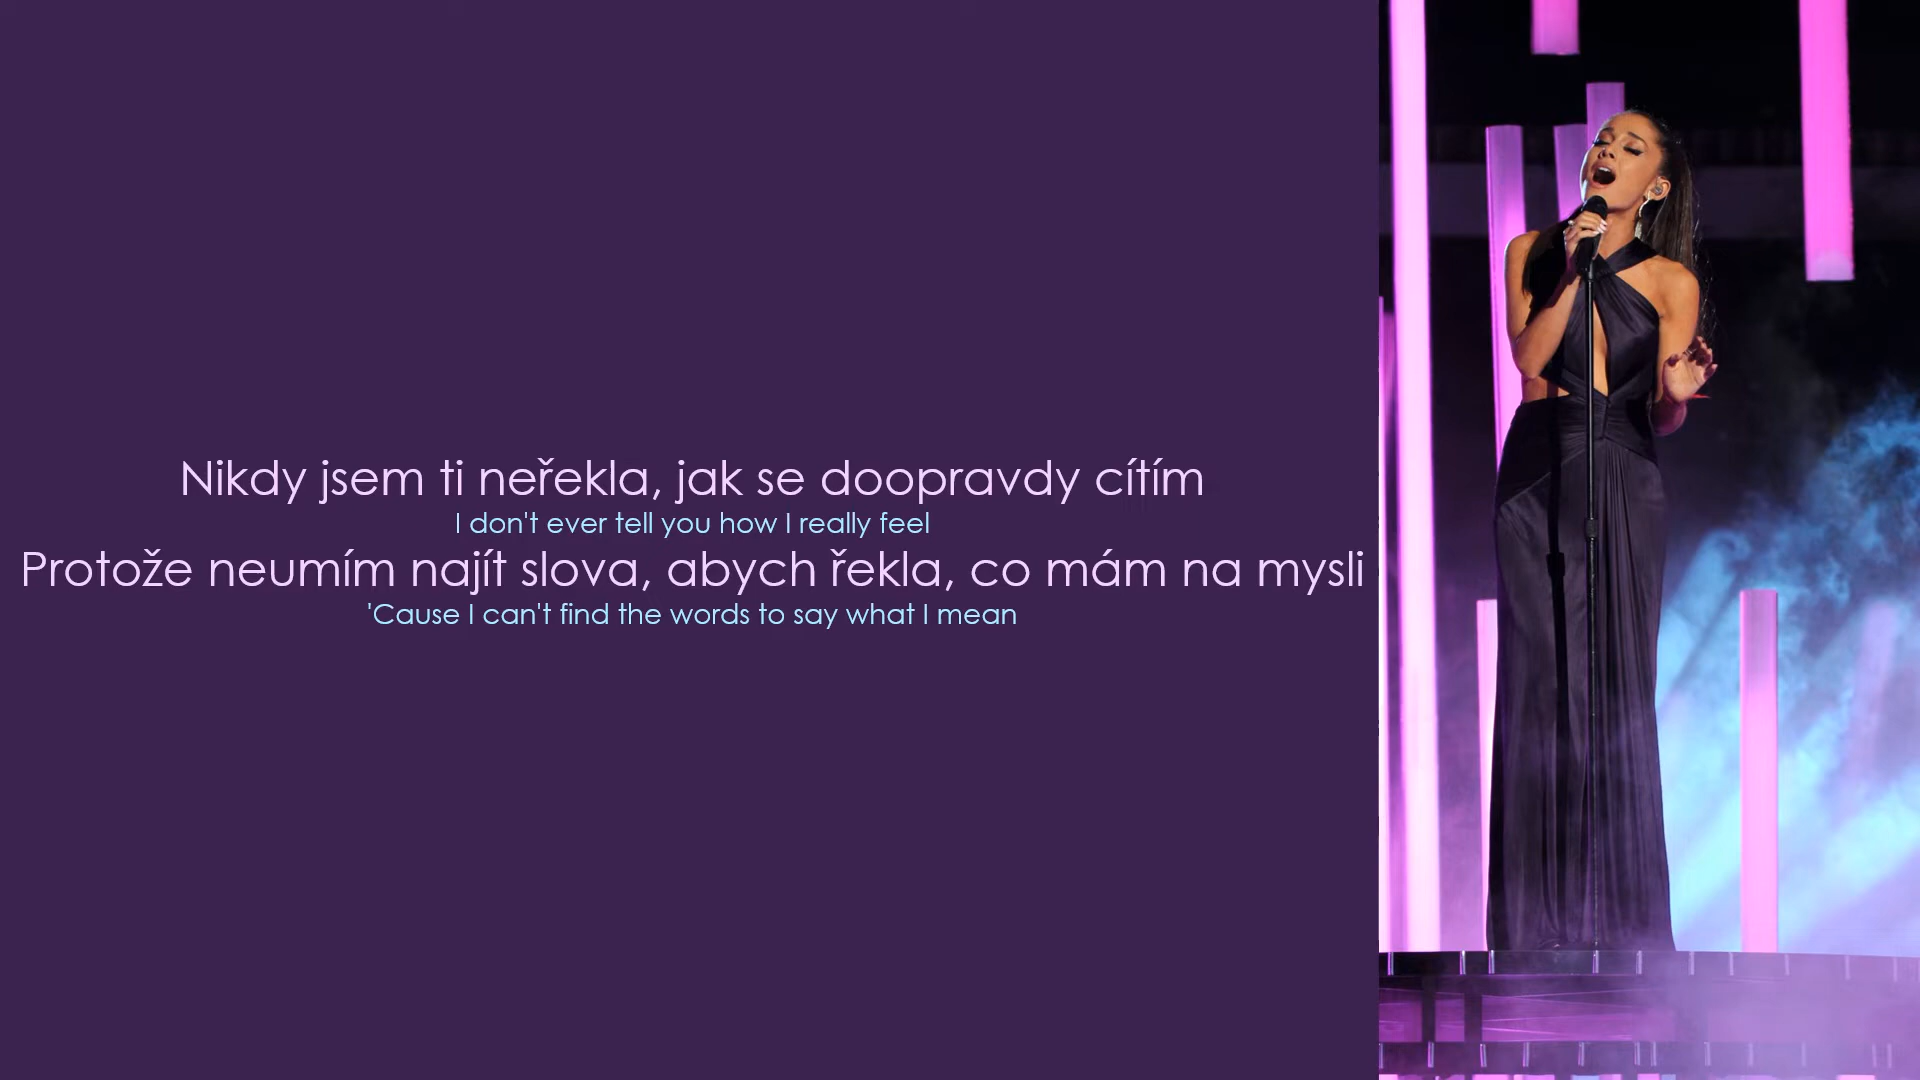 Nikdy jsem ti neřekla, jak se doopravdy cítím
I don't ever tell you how I really feel
Protože neumím najít slova, abych řekla, co mám na mysli
'Cause I can't find the words to say what I mean